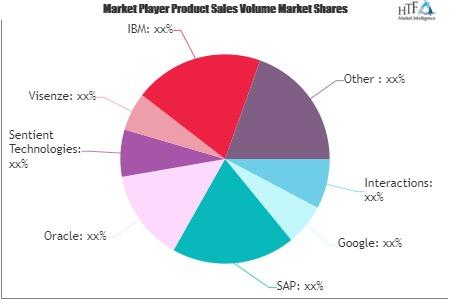 Market Player Product Sales Volume Market Shares
HTF
Market Intelligence
IBM: xx%
Other : xx%
Visenze: xx%
Sentient
Technologies:
xx%
Interactions:
xx%
Oracle: xx%
Google: xx%
SAP: xx%